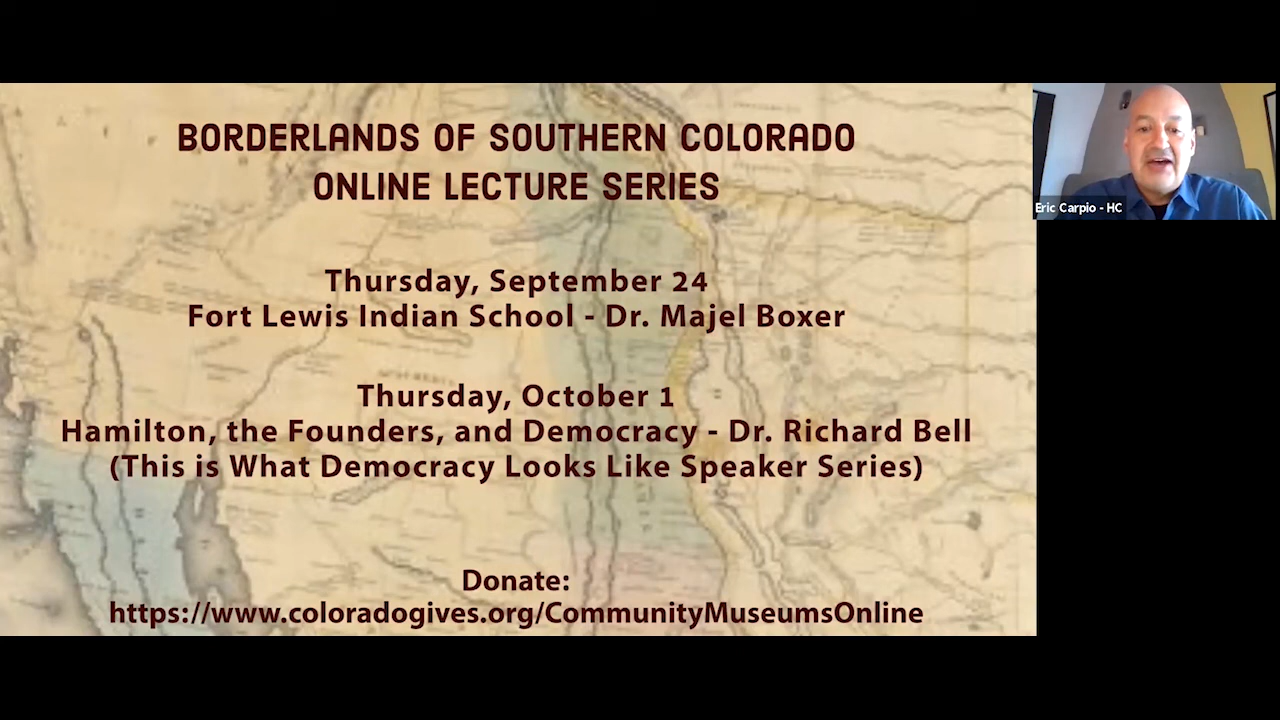 BORDERLANDS OF SOUTHERN COLORADO
ONLINE LECTURE SERIES
Thursday, September 24
Fort Lewis Indian School - Dr. Majel Boxer
Thursday, October 1
Hamilton, the Founders, and Democracy - Dr. Richard Bell
(This is What Democracy Looks Like Speaker Series)
Donate:
https://www.coloradogives.org/CommunityMuseumsOnline
Eric Carpio - HC